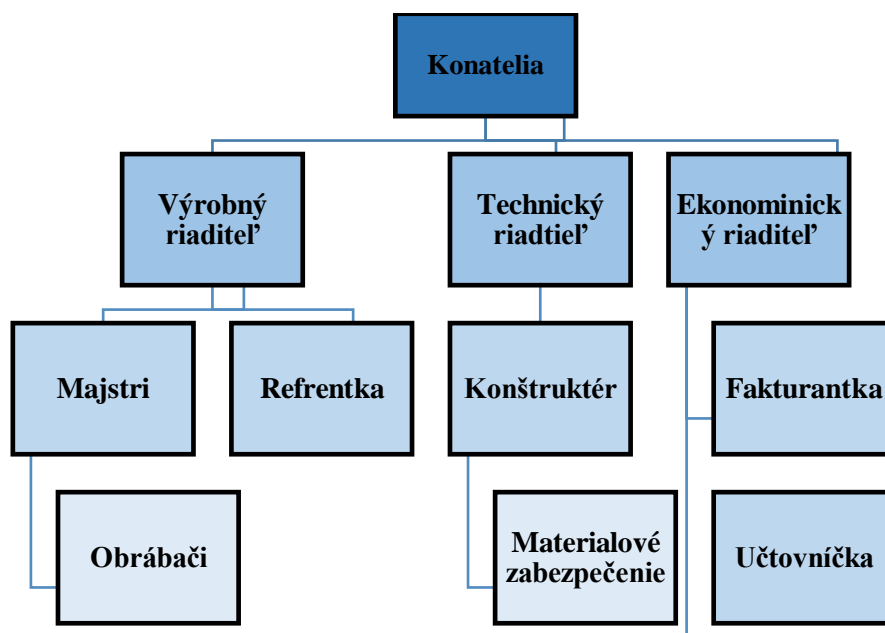 Konatelia
Výrobný
riaditeľ
Technický
riadtieľ
Ekonominick
ý riaditeľ
Majstri
Refrentka
Konštruktér
Fakturantka
Obrábači
Materialové
zabezpečenie
Učtovníčka